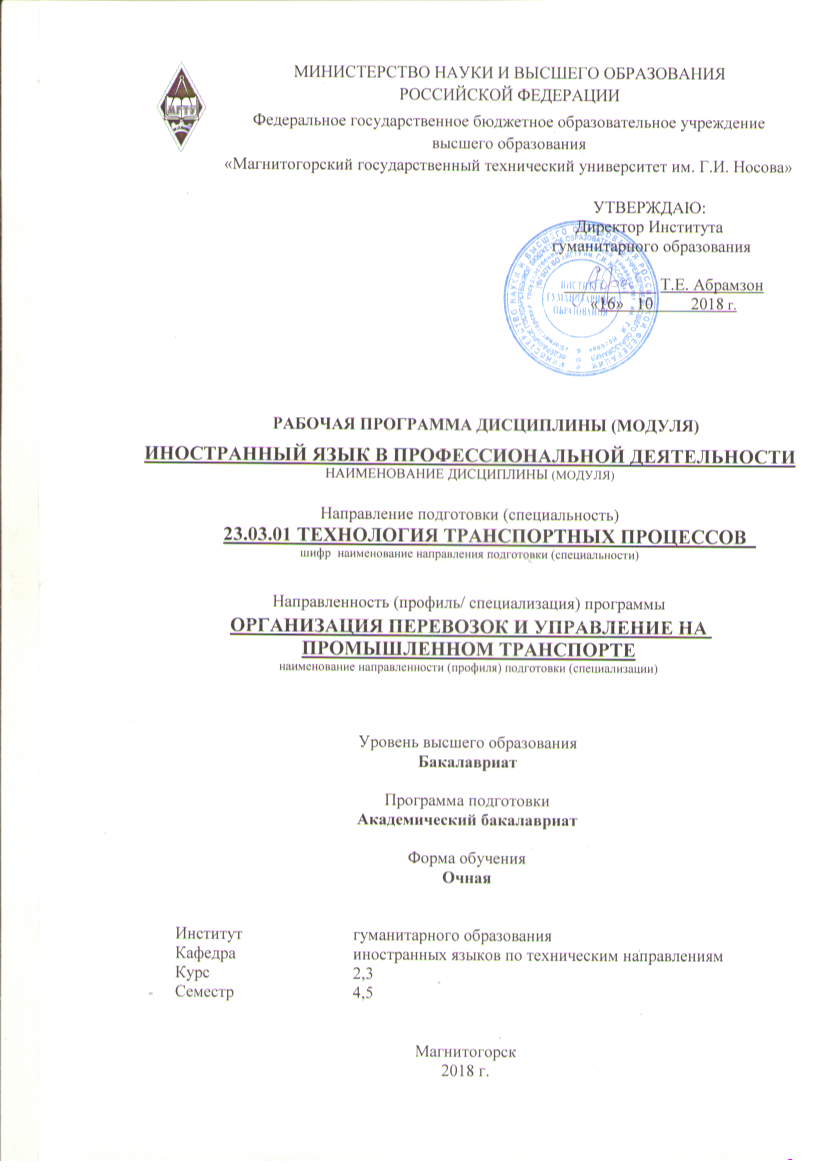 МГТУ
МИНИСТЕРСТВО НАУКИ И ВЫСШЕГО ОБРАЗОВАНИЯ
РОССИЙСКОЙ ФЕДЕРАЦИИ
Федеральное государственное бюджетное образовательное учреждение
высшего образования
«Магнитогорский государственный технический университет им. Г.И. Носова»
УТВЕРЖДАЮ:
Директор Института
гуманитарного образования
Т.Е. Абрамзон
«16» 10 2018 г.
ИНСТИТУТ
ГУМАНИТАРНОГО
ОБРАЗОВАНИЯ
РАБОЧАЯ ПРОГРАММА ДИСЦИПЛИНЫ (МОДУЛЯ)
ИНОСТРАННЫЙ ЯЗЫК В ПРОФЕССИОНАЛЬНОЙ ДЕЯТЕЛЬНОСТИ
НАИМЕНОВАНИЕ ДИСЦИПЛИНЫ (МОДУЛЯ)
Направление подготовки (специальность)
23.03.01 ТЕХНОЛОГИЯ ТРАНСПОРТНЫХ ПРОЦЕССОВ
шифр наименование направления подготовки (специальности)
Направленность (профиль/ специализация) программы
ОРГАНИЗАЦИЯ ПЕРЕВОЗОК И УПРАВЛЕНИЕ НА
ПРОМЫШЛЕННОМ ТРАНСПОРТЕ
наименование направленности (профиля) подготовки (специализации)
Уровень высшего образования
Бакалавриат
Программа подготовки
Академический бакалавриат
Форма обучения
Очная
Институт гуманитарного образования
Кафедра иностранных языков по техническим направлениям
Курс 2,3
Семестр 4,5
Магнитогорск
2018 г.